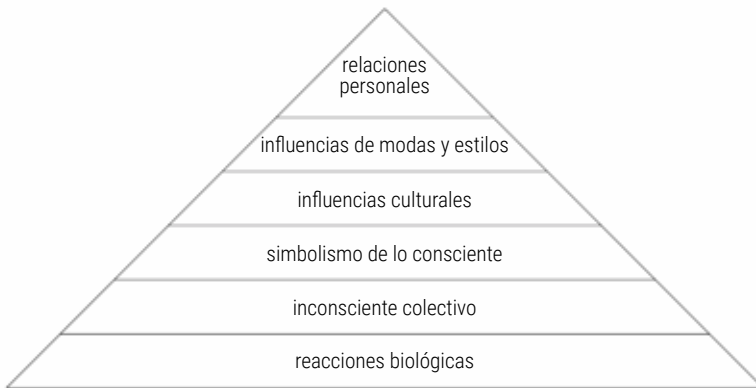 relaciones
personales
influencias de modas y estilos
influencias culturales
simbolismo de lo consciente
inconsciente colectivo
reacciones biológicas